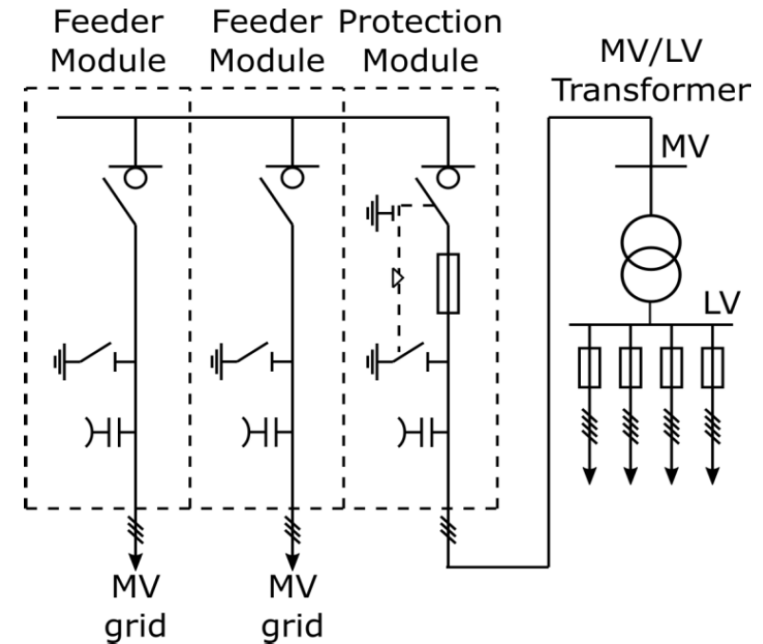 Feeder
Module
Feeder
Module
Protection
Module
MV/LV
Transformer
MV
LV
MV
grid
MV
grid